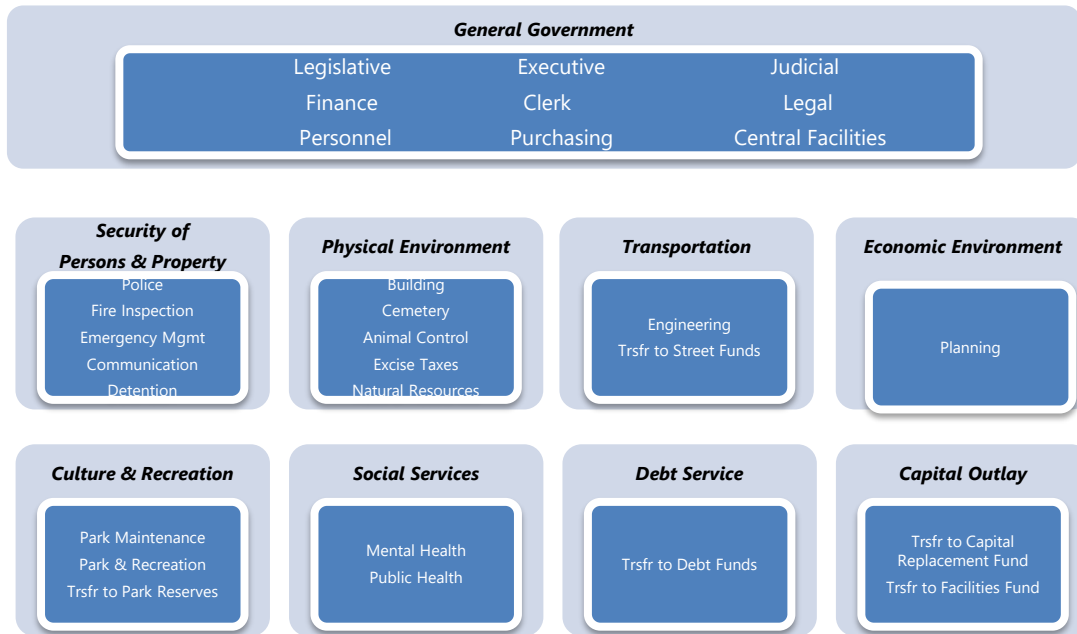 General Government
Legislative Executive Judicial
Finance Clerk Legal
Personnel Purchasing Central Facilities
Security of
Persons & Property
Police
Fire Inspection
Emergency Mgmt
Communication
Detention
Physical Environment
Building
Cemetery
Animal Control
Excise Taxes
Natural Resources
Transportation
Engineering
Trsfr to Street Funds
Economic Environment
Planning
Culture & Recreation
Park Maintenance
Park & Recreation
Trsfr to Park Reserves
Social Services
Mental Health
Public Health
Debt Service
Trsfr to Debt Funds
Capital Outlay
Trsfr to Capital
Replacement Fund
Trsfr to Facilities Fund